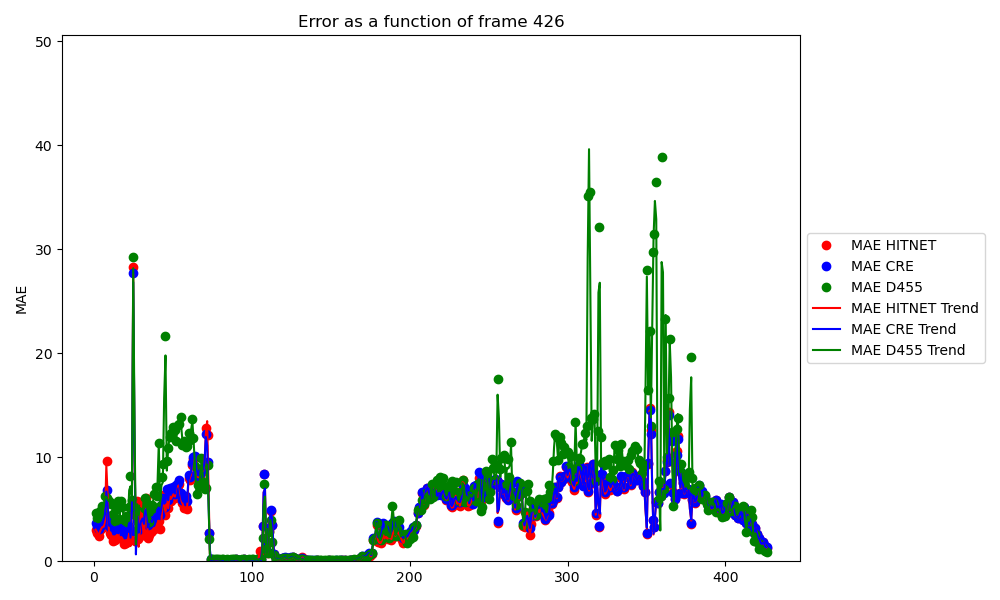 Error as a function of frame 426
50
40
30
20
10
0
MAE
0
100
200
300
400
MAE HITNET
MAE CRE
MAE D455
MAE HITNET Trend
MAE CRE Trend
MAE D455 Trend